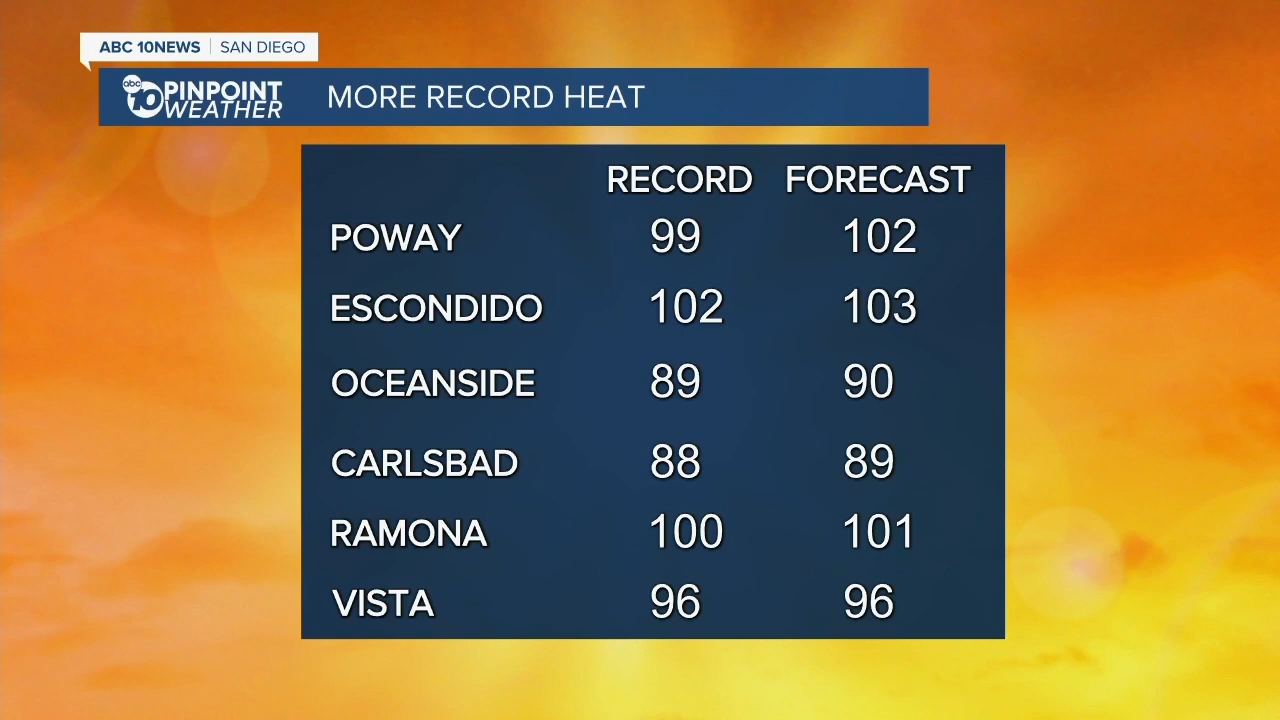 ABC 10NEWS | SAN DIEGO
abc 10 PINPOINT WEATHER
MORE RECORD HEAT
RECORD FORECAST
POWAY 99 102
ESCONDIDO 102 103
OCEANSIDE 89 90
CARLSBAD 88 89
RAMONA 100 101
VISTA 96 96